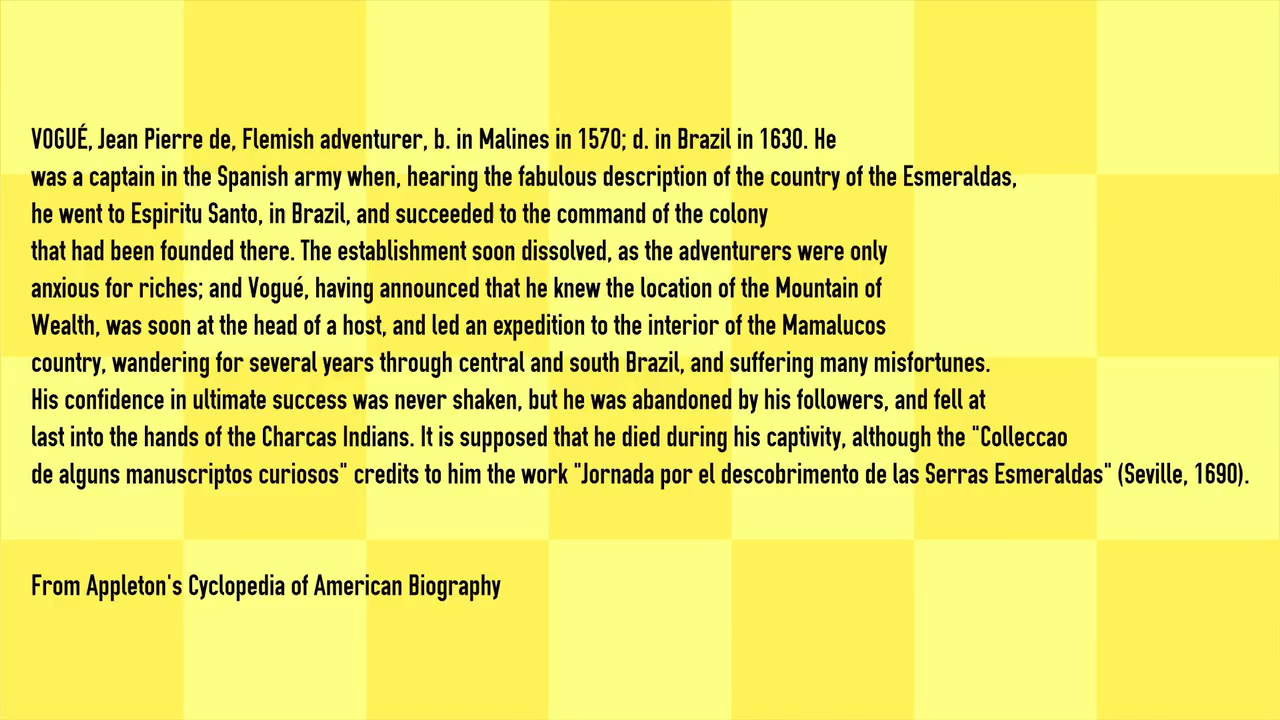 VOGUÉ, Jean Pierre de, Flemish adventurer, b. in Malines in 1570; d. in Brazil in 1630. He
was a captain in the Spanish army when, hearing the fabulous description of the country of the Esmeraldas,
he went to Espiritu Santo, in Brazil, and succeeded to the command of the colony
that had been founded there. The establishment soon dissolved, as the adventurers were only
anxious for riches; and Vogué, having announced that he knew the location of the Mountain of
Wealth, was soon at the head of a host, and led an expedition to the interior of the Mamalucos
country, wandering for several years through central and south Brazil, and suffering many misfortunes.
His confidence in ultimate success was never shaken, but he was abandoned by his followers, and fell at
last into the hands of the Charcas Indians. It is supposed that he died during his captivity, although the "Colleccao
de alguns manuscriptos curiosos" credits to him the work "Jornada por el descobrimento de las Serras Esmeraldas" (Seville, 1690).
From Appleton's Cyclopedia of American Biography